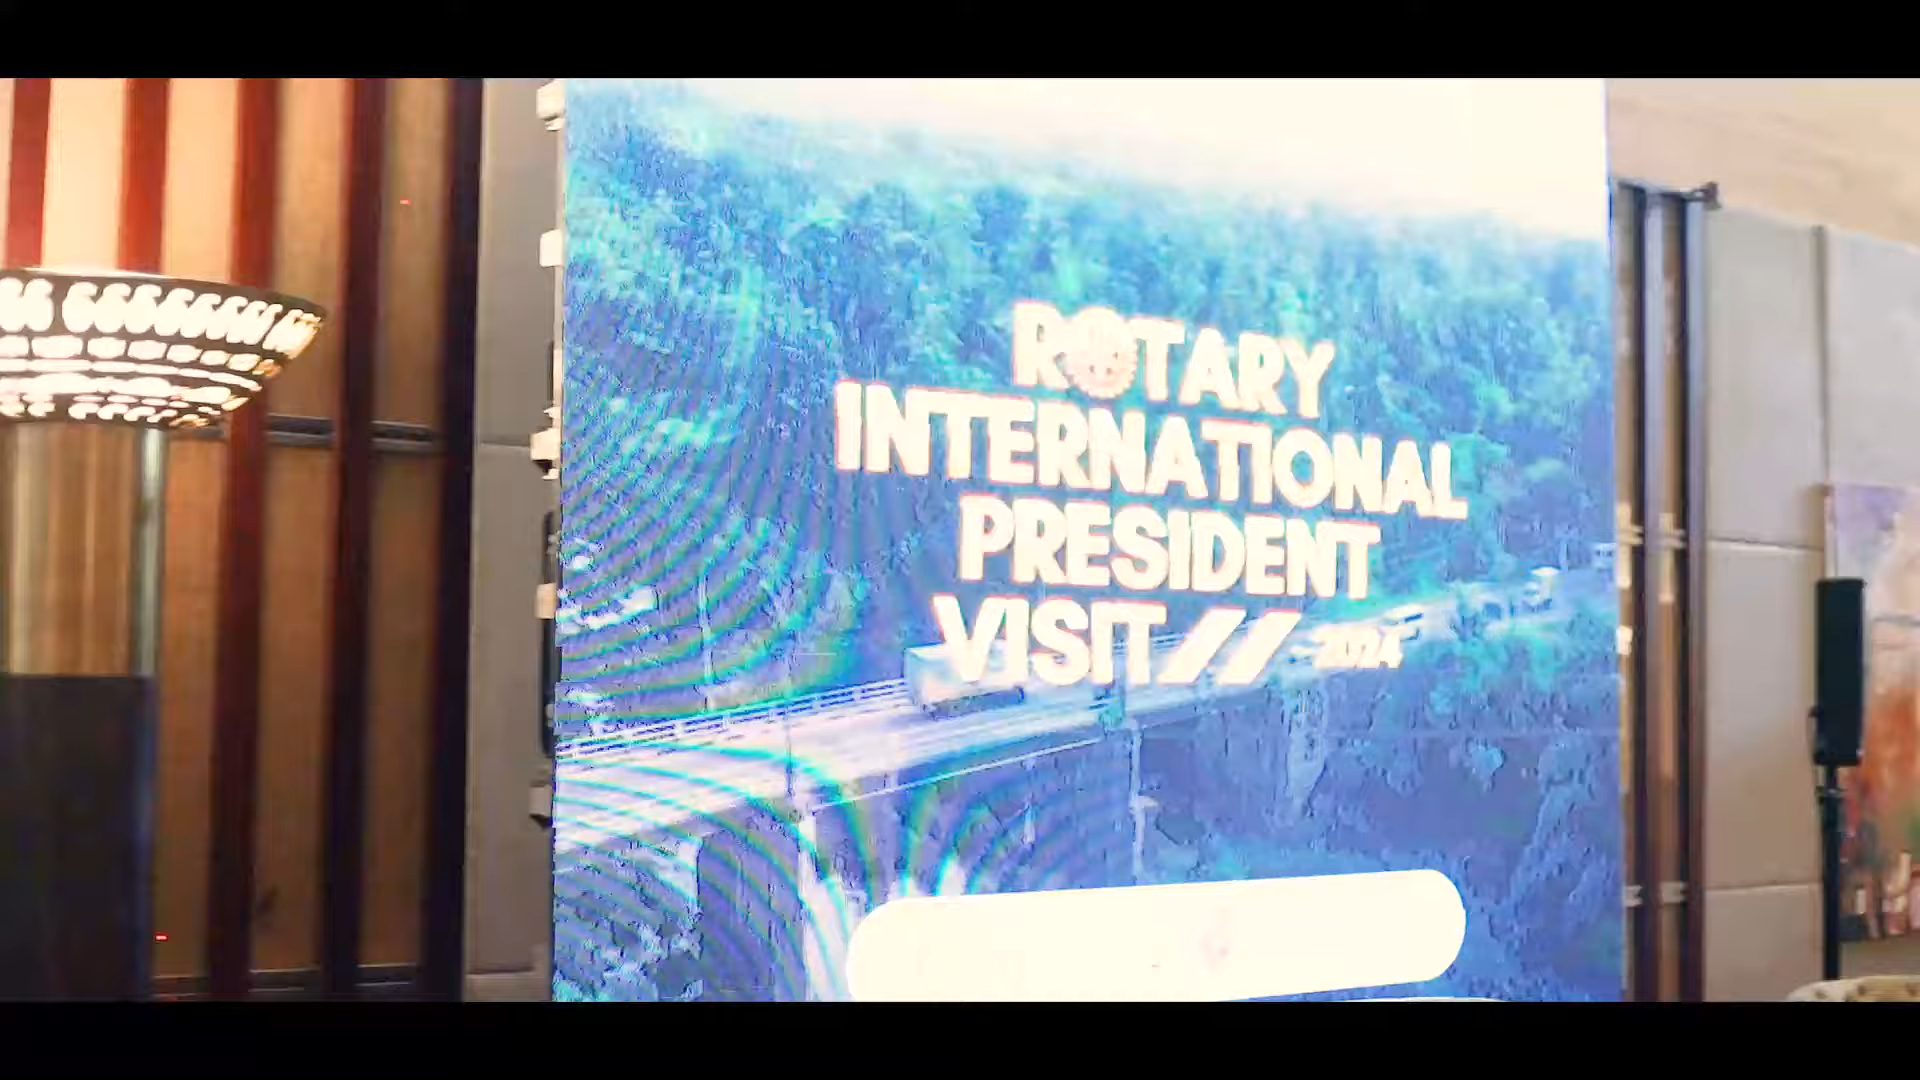 ROTARY
INTERNATIONAL
PRESIDENT
VISIT// 2024